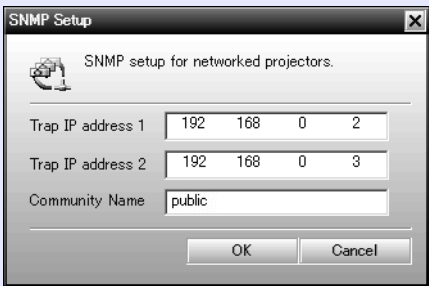 SNMP Setup
SNMP setup for networked projectors.
Trap IP address 1 192 168 0 2
Trap IP address 2 192 168 0 3
Community Name public
OK Cancel